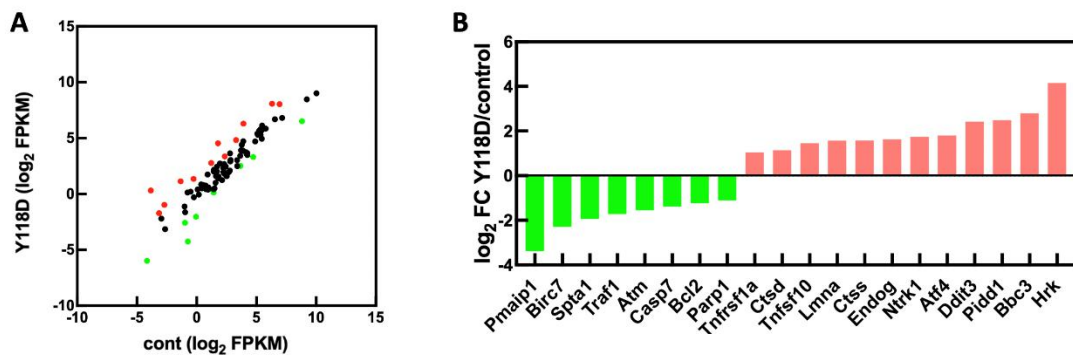 A
15
10
5
0
-5
-10
-10
-5
0
5
10
15
Y118D (log2 FPKM)
cont (log2 FPKM)
B
6
4
2
0
-2
-4
log2 FC Y118D/control
Pmaip1
Birc7
Spta1
Traf1
Atm
Casp7
Bcl2
Parp1
Tnfrsf1a
Ctsd
Tnfsf10
Lmna
Ctss
Endog
Ntrk1
Atf4
Ddit3
Pidd1
Bbc3
Hrk